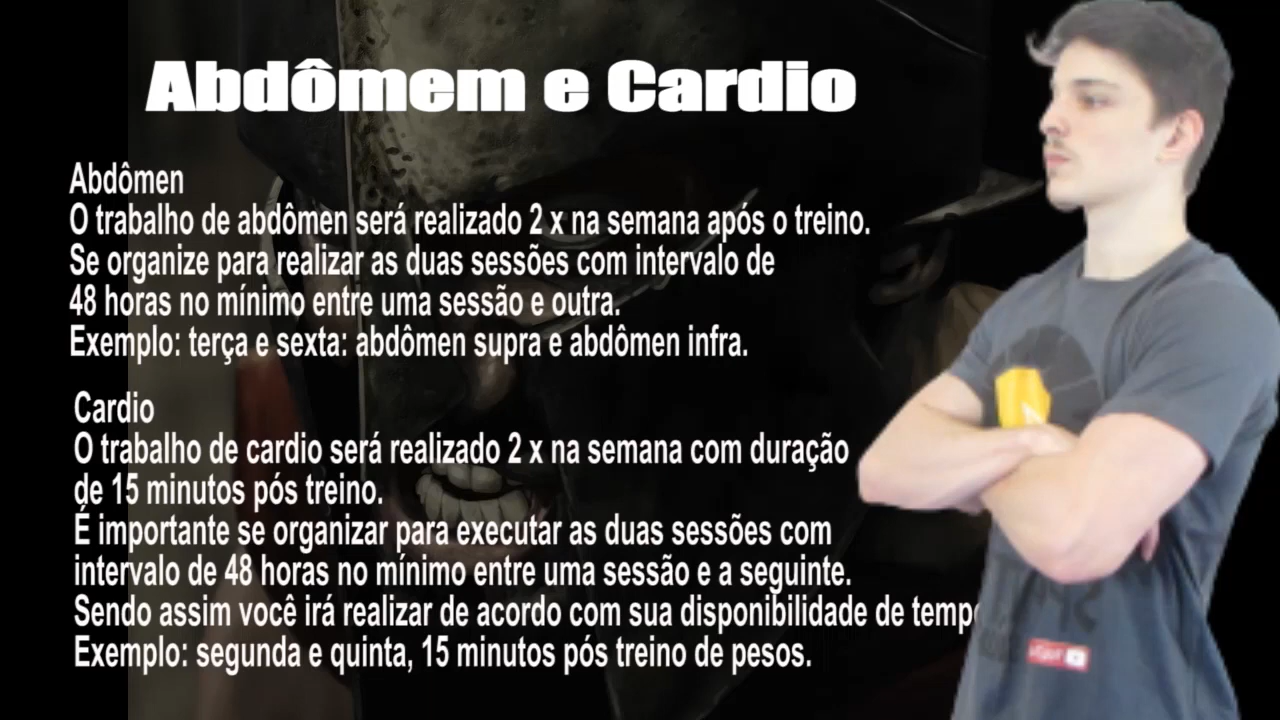 Abdômem e Cardio
Abdômen
O trabalho de abdômen será realizado 2 x na semana após o treino.
Se organize para realizar as duas sessões com intervalo de
48 horas no mínimo entre uma sessão e outra.
Exemplo: terça e sexta: abdômen supra e abdômen infra.
Cardio
O trabalho de cardio será realizado 2 x na semana com duração
de 15 minutos pós treino.
É importante se organizar para executar as duas sessões com
intervalo de 48 horas no mínimo entre uma sessão e a seguinte.
Sendo assim você irá realizar de acordo com sua disponibilidade de tempo
Exemplo: segunda e quinta, 15 minutos pós treino de pesos.